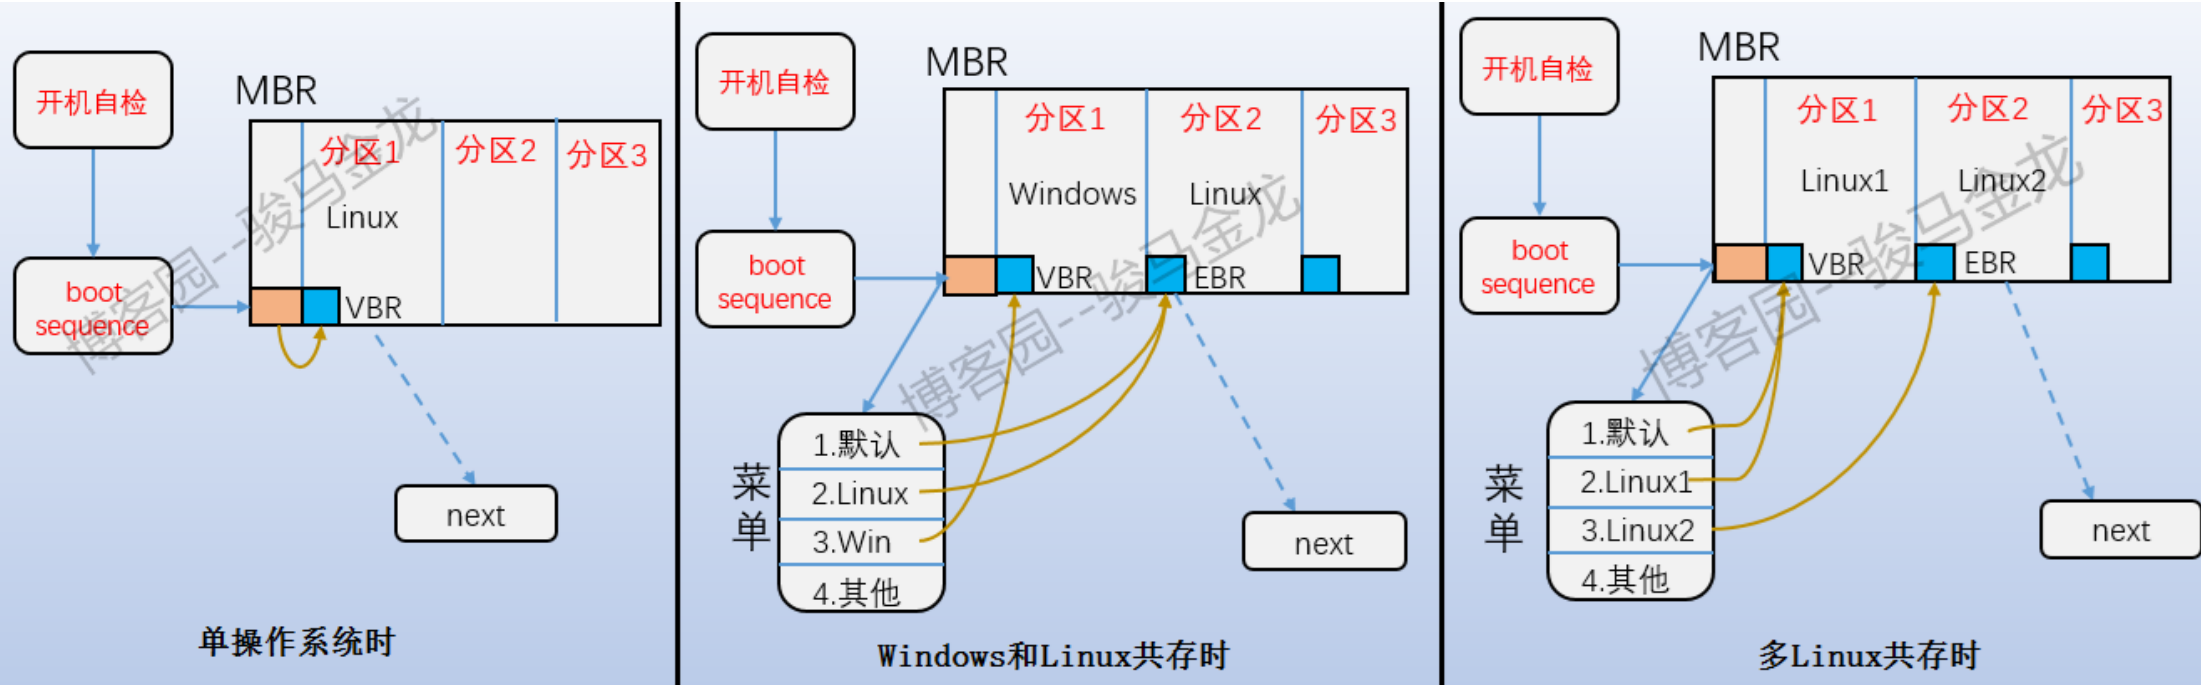 开机自检
MBR
分区1
分区2
分区3
Linux
boot
sequence
VBR
next
单操作系统时
博客园--骏马金龙
开机自检
MBR
分区1
分区2
分区3
Windows
Linux
boot
sequence
VBR
EBR
菜单
1.默认
2.Linux
3.Win
4.其他
next
Windows和Linux共存时
博客园--骏马金龙
开机自检
MBR
分区1
分区2
分区3
Linux1
Linux2
boot
sequence
VBR
EBR
菜单
1.默认
2.Linux1
3.Linux2
4.其他
next
多Linux共存时
博客园--骏马金龙